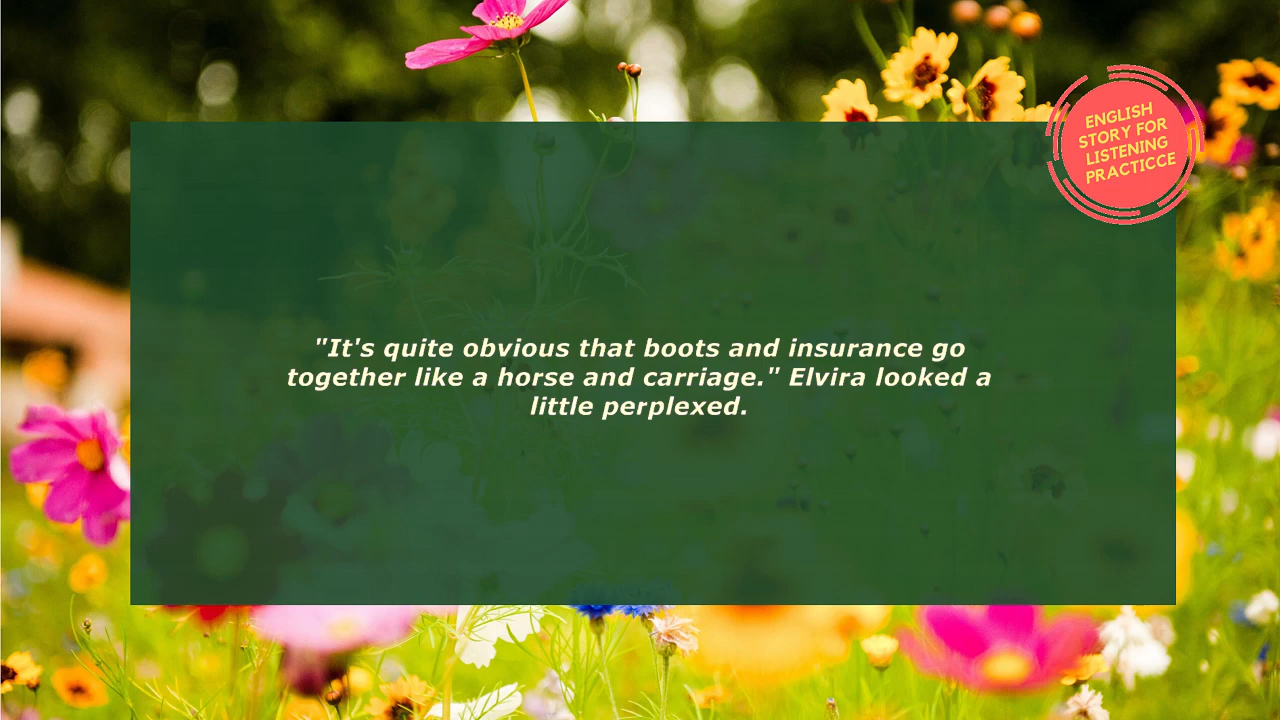 ENGLISH
STORY FOR
LISTENING
PRACTICCE
"It's quite obvious that boots and insurance go
together like a horse and carriage." Elvira looked a
little perplexed.